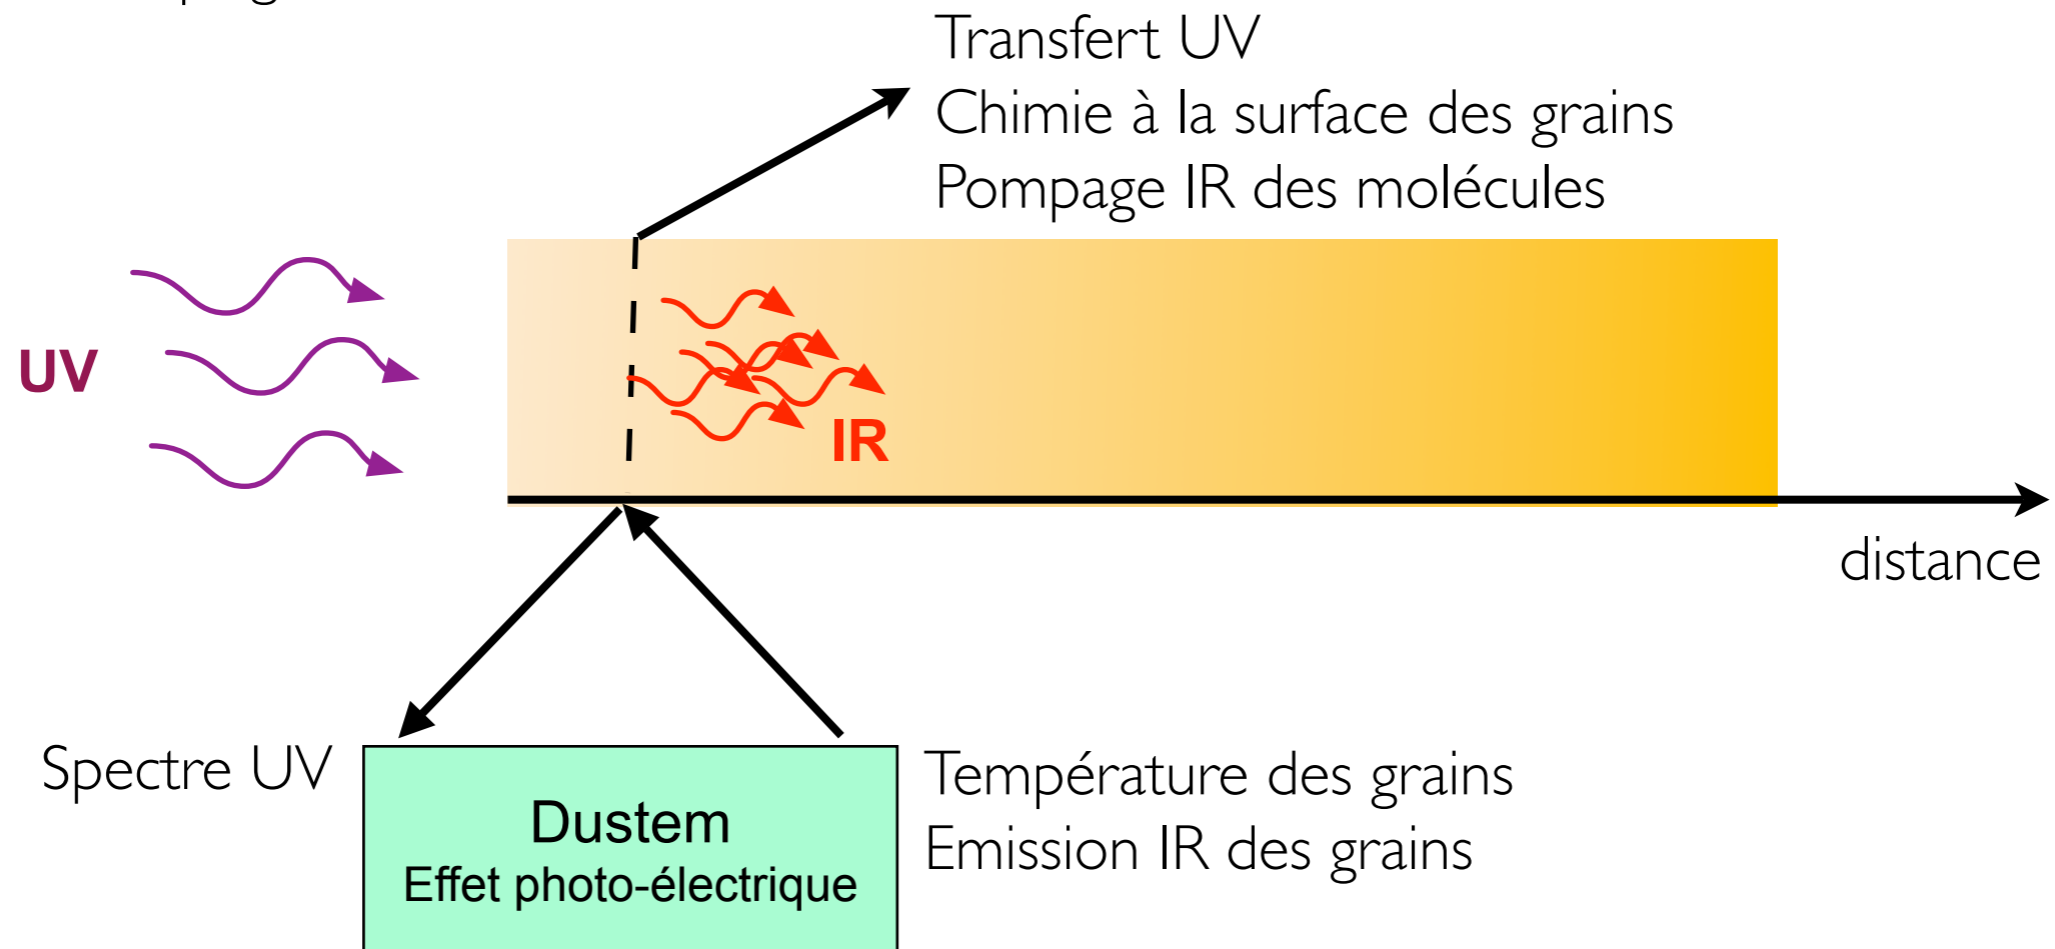 Transfert UV
Chimie à la surface des grains
Pompage IR des molécules
UV
IR
distance
Spectre UV
Dustem
Effet photo-électrique
Température des grains
Emission IR des grains